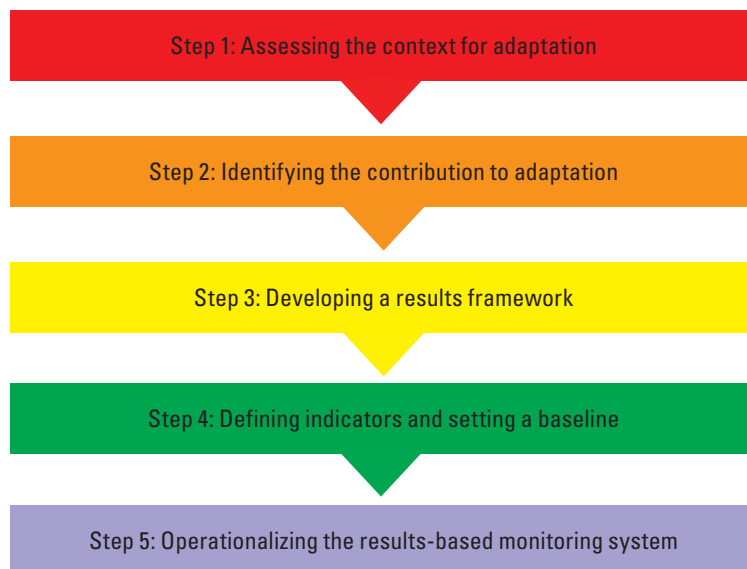 Step 1: Assessing the context for adaptation
Step 2: Identifying the contribution to adaptation
Step 3: Developing a results framework
Step 4: Defining indicators and setting a baseline
Step 5: Operationalizing the results-based monitoring system